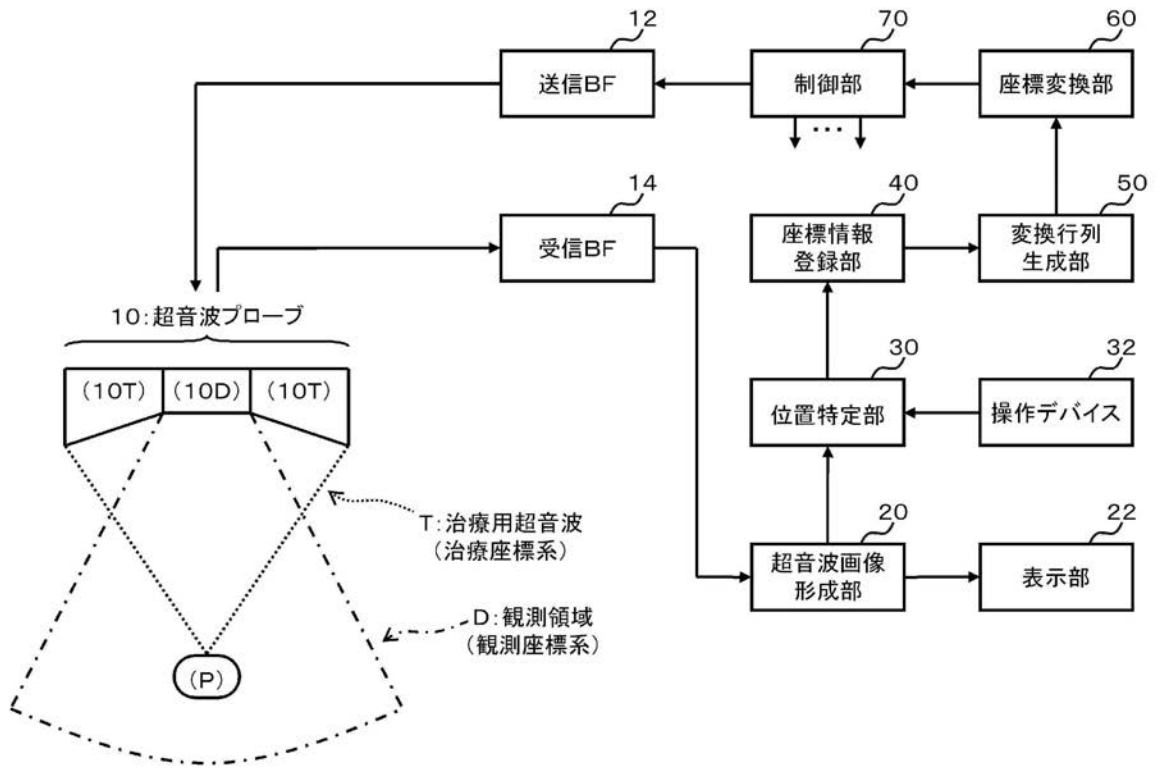 12
送信BF
70
制御部
60
座標変換部
14
受信BF
40
座標情報
登録部
50
変換行列
生成部
10:超音波プローブ
(10T)
(10D)
(10T)
30
位置特定部
32
操作デバイス
T:治療用超音波
(治療座標系)
20
超音波画像
形成部
22
表示部
D:観測領域
(観測座標系)
(P)